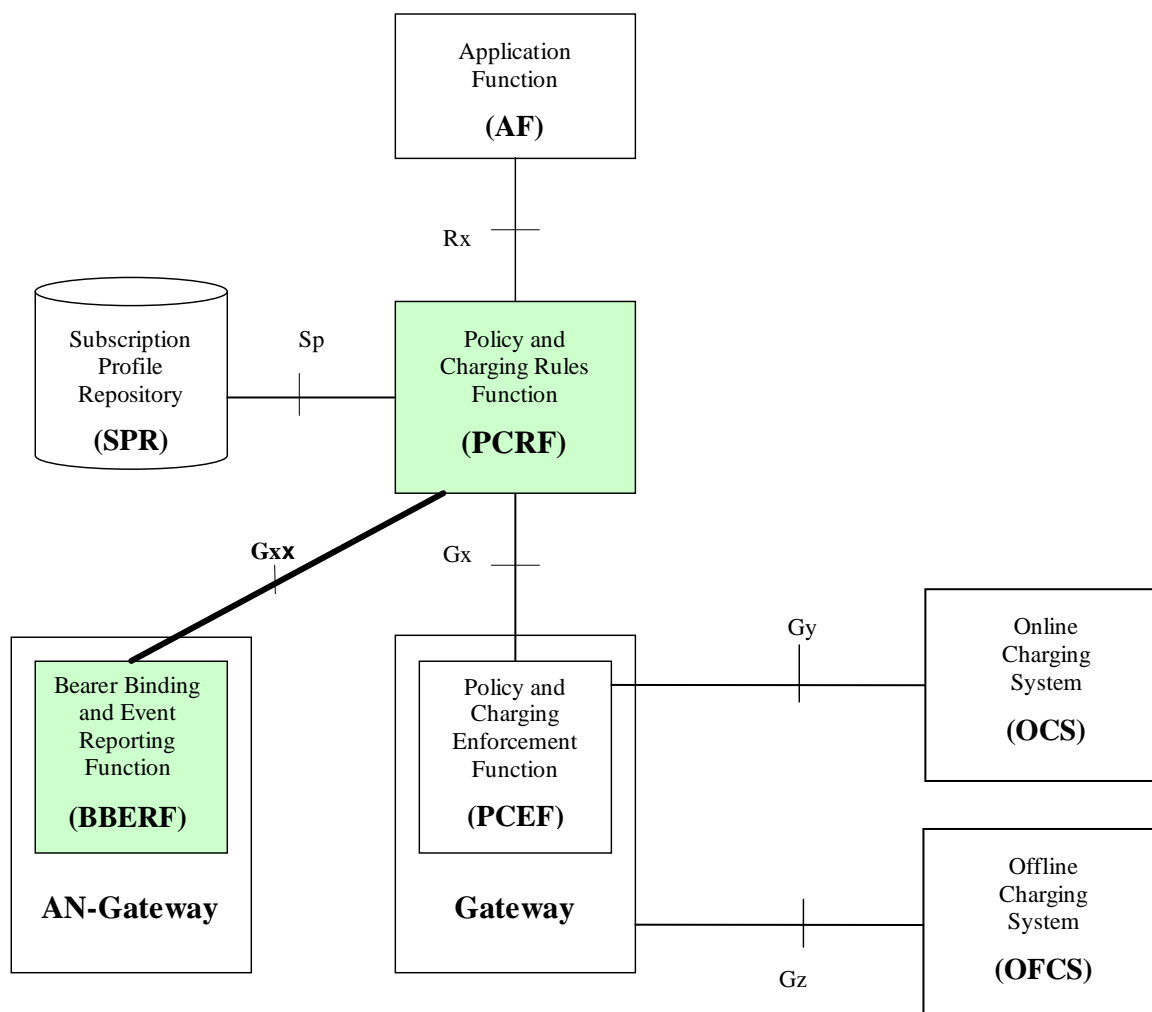 Application
Function
(AF)
Rx
Subscription
Profile
Repository
(SPR)
Sp
Policy and
Charging Rules
Function
(PCRF)
Gxx
Gx
Bearer Binding
and Event
Reporting
Function
(BBERF)
AN-Gateway
Policy and
Charging
Enforcement
Function
(PCEF)
Gateway
Gy
Online
Charging
System
(OCS)
Gz
Offline
Charging
System
(OFCS)